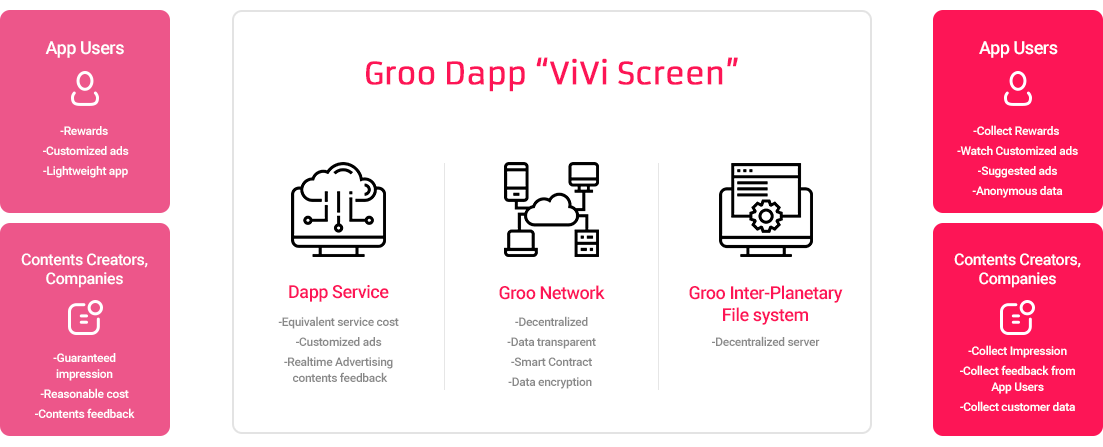 App Users
-Rewards
-Customized ads
-Lightweight app
Contents Creators,
Companies
-Guaranteed
impression
-Reasonable cost
-Contents feedback
Groo Dapp “ViVi Screen”
Dapp Service
-Equivalent service cost
-Customized ads
-Realtime Advertising
contents feedback
Groo Network
-Decentralized
-Data transparent
-Smart Contract
-Data encryption
Groo Inter-Planetary
File system
-Decentralized server
App Users
-Collect Rewards
-Watch Customized ads
-Suggested ads
-Anonymous data
Contents Creators,
Companies
-Collect Impression
-Collect feedback from
App Users
-Collect customer data